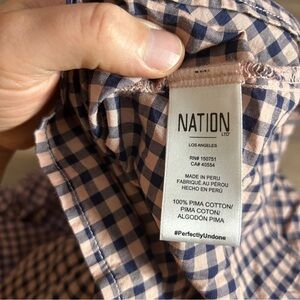 NATION
LTD
LOS ANGELES
RN# 150751
CA# 40554
MADE IN PERU
FABRIQUÉ AU PÉROU
HECHO EN PERÚ
100% PIMA COTTON/
PIMA COTON/
ALGODÓN PIMA
#PerfectlyUndone